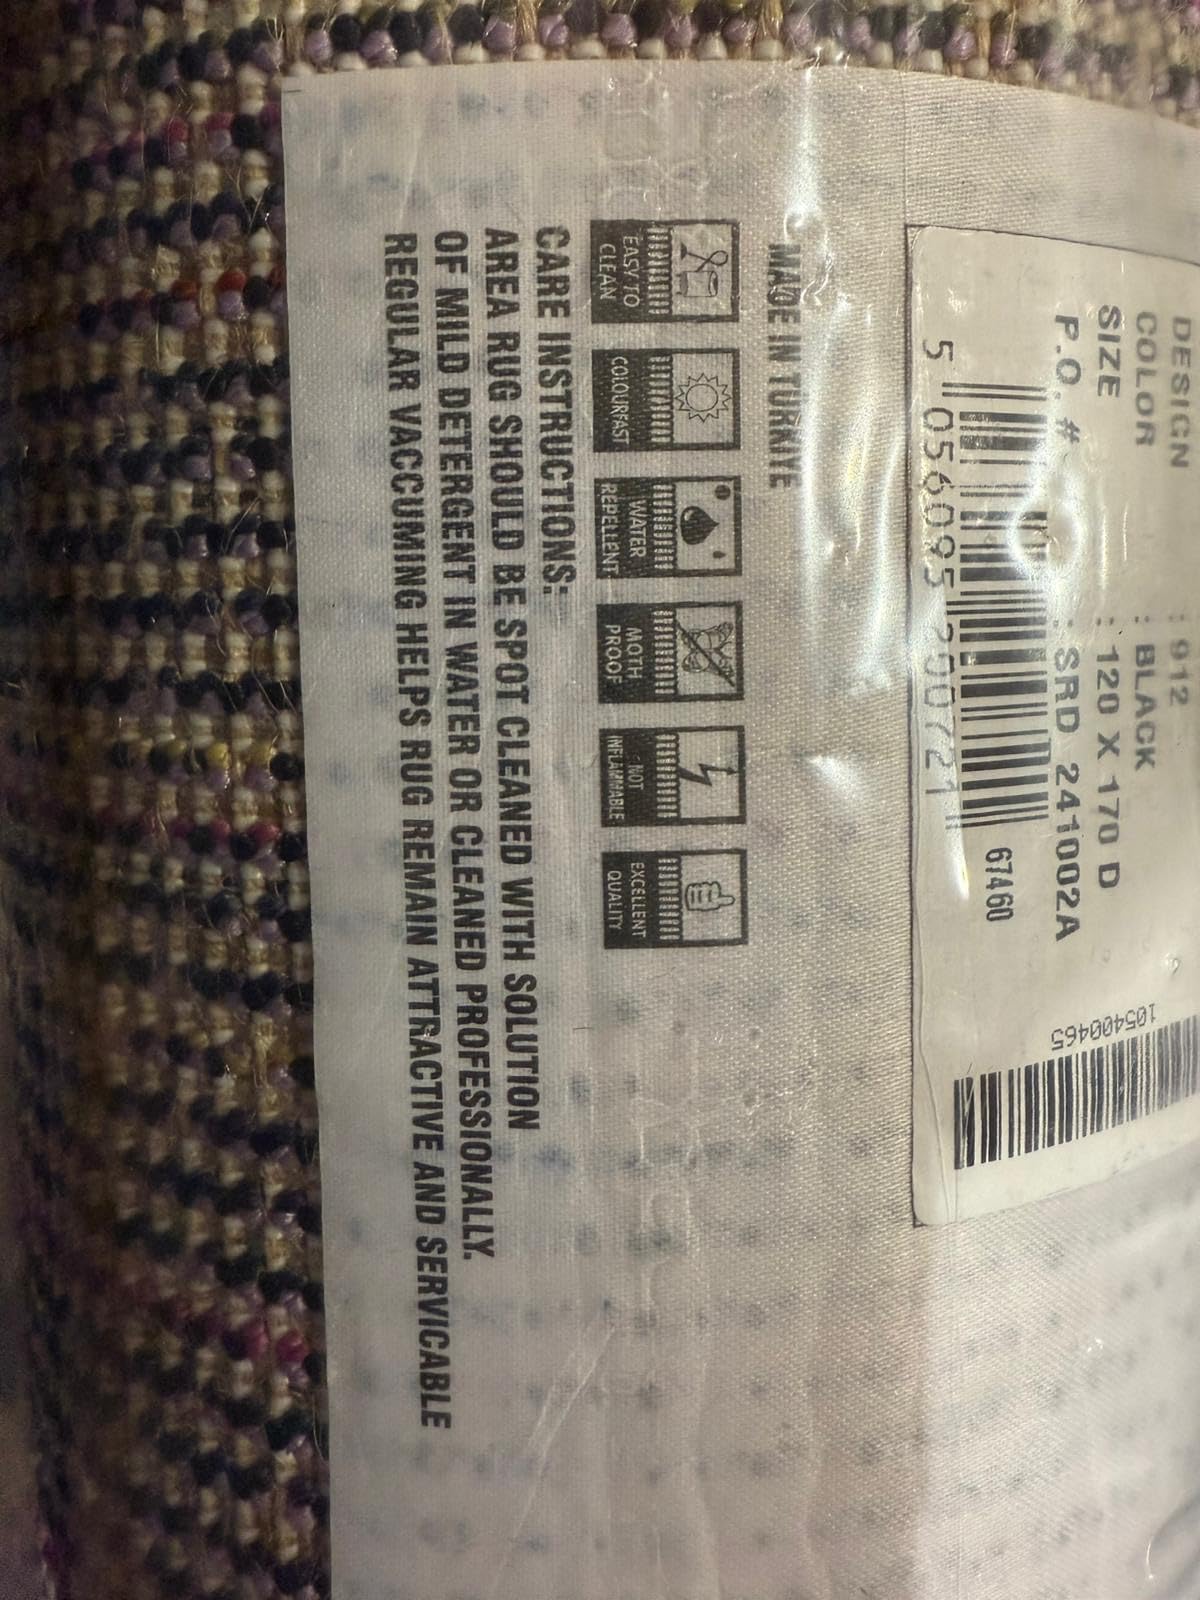 DESIGN : 912
COLOR : BLACK
SIZE : 120 X 170 D
P.O. # : SRD 241002A
67460
5 056095 200721
105400465
MADE IN TURKIYE
EASY TO CLEAN
COLOURFAST
WATER REPELLENT
MOTH PROOF
NOT INFLAMMABLE
EXCELLENT QUALITY
CARE INSTRUCTIONS:
AREA RUG SHOULD BE SPOT CLEANED WITH SOLUTION
OF MILD DETERGENT IN WATER OR CLEANED PROFESSIONALLY.
REGULAR VACCUMING HELPS RUG REMAIN ATTRACTIVE AND SERVICABLE